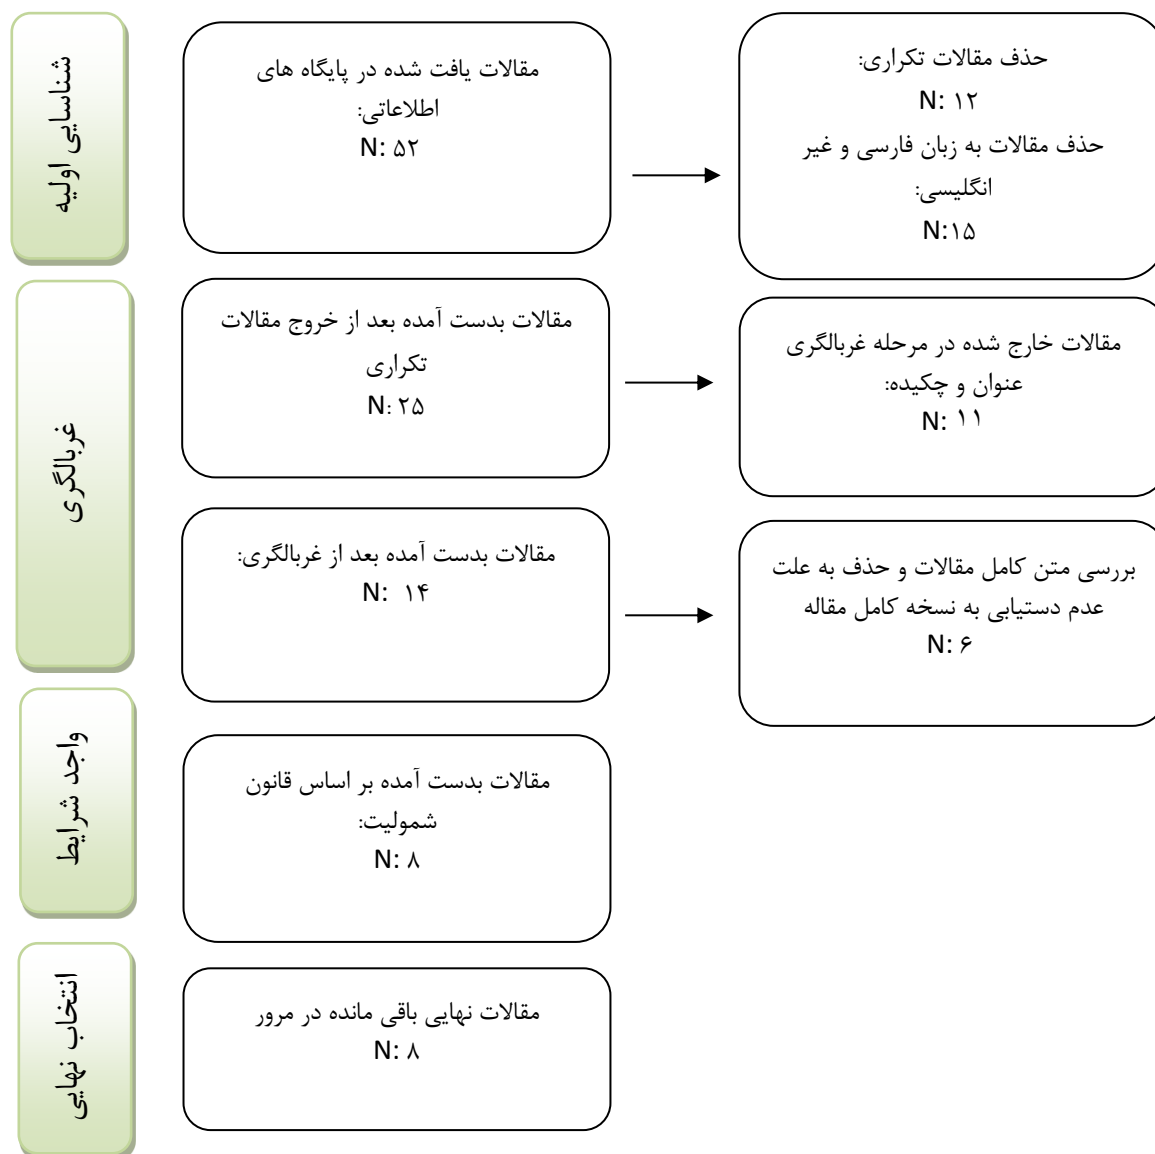 شناسایی اولیه
مقالات یافت شده در پایگاه های
اطلاعاتی:
N: ۵۲
حذف مقالات تکراری:
N: ۱۲
حذف مقالات به زبان فارسی و غیر
انگلیسی:
N:۱۵
غربالگری
مقالات بدست آمده بعد از خروج مقالات
تکراری
N: ۲۵
مقالات خارج شده در مرحله غربالگری
عنوان و چکیده:
N: ۱۱
مقالات بدست آمده بعد از غربالگری:
N: ۱۴
بررسی متن کامل مقالات و حذف به علت
عدم دستیابی به نسخه کامل مقاله
N: ۶
واجد شرایط
مقالات بدست آمده بر اساس قانون
شمولیت:
N: ۸
انتخاب نهایی
مقالات نهایی باقی مانده در مرور
N: ۸